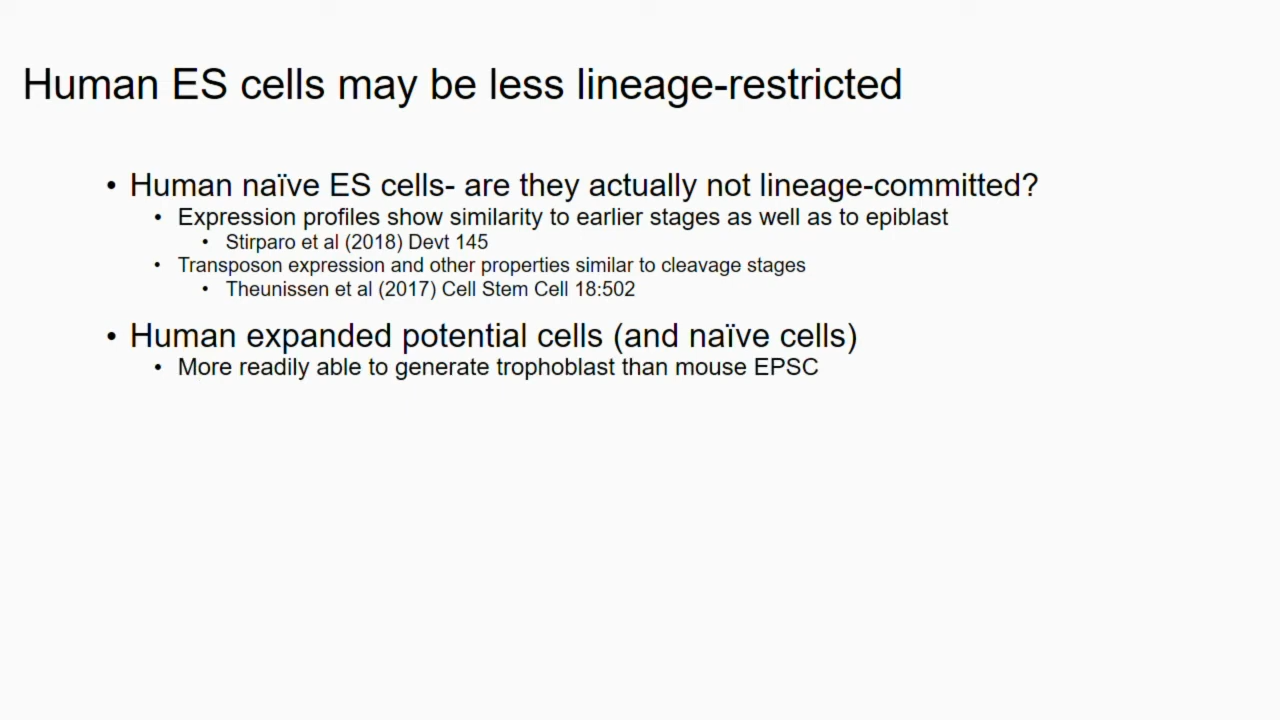 Human ES cells may be less lineage-restricted
• Human naïve ES cells- are they actually not lineage-committed?
• Expression profiles show similarity to earlier stages as well as to epiblast
• Stirparo et al (2018) Devt 145
• Transposon expression and other properties similar to cleavage stages
• Theunissen et al (2017) Cell Stem Cell 18:502
• Human expanded potential cells (and naïve cells)
• More readily able to generate trophoblast than mouse EPSC